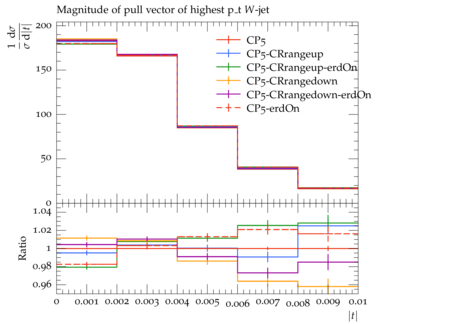 Magnitude of pull vector of highest p_t W-jet
1/σ dσ/d|t|
200
150
100
50
0
CP5
CP5-CRrangeup
CP5-CRrangeup-erdOn
CP5-CRrangedown
CP5-CRrangedown-erdOn
CP5-erdOn
Ratio
1.04
1.02
1
0.98
0.96
0 0.001 0.002 0.003 0.004 0.005 0.006 0.007 0.008 0.009 0.01
|t|